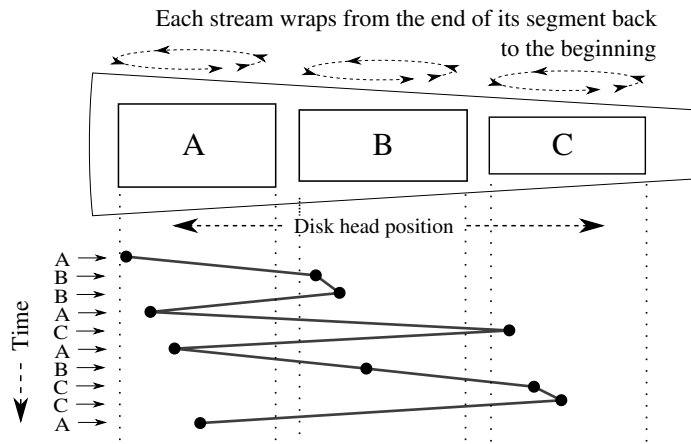 Each stream wraps from the end of its segment back
to the beginning
A
B
C
Disk head position
A
B
B
A
C
A
B
C
C
A
Time